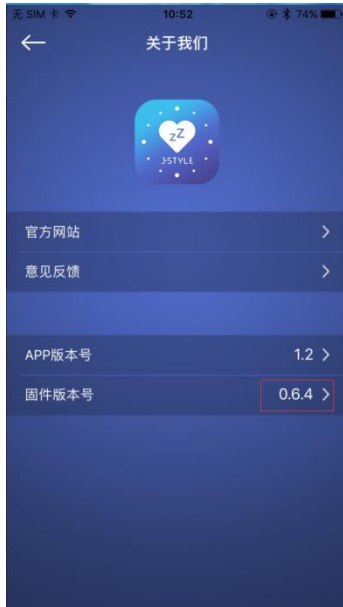 无 SIM 卡 10:52 74%
关于我们
zZ
J-STYLE
官方网站
意见反馈
APP版本号 1.2
固件版本号 0.6.4